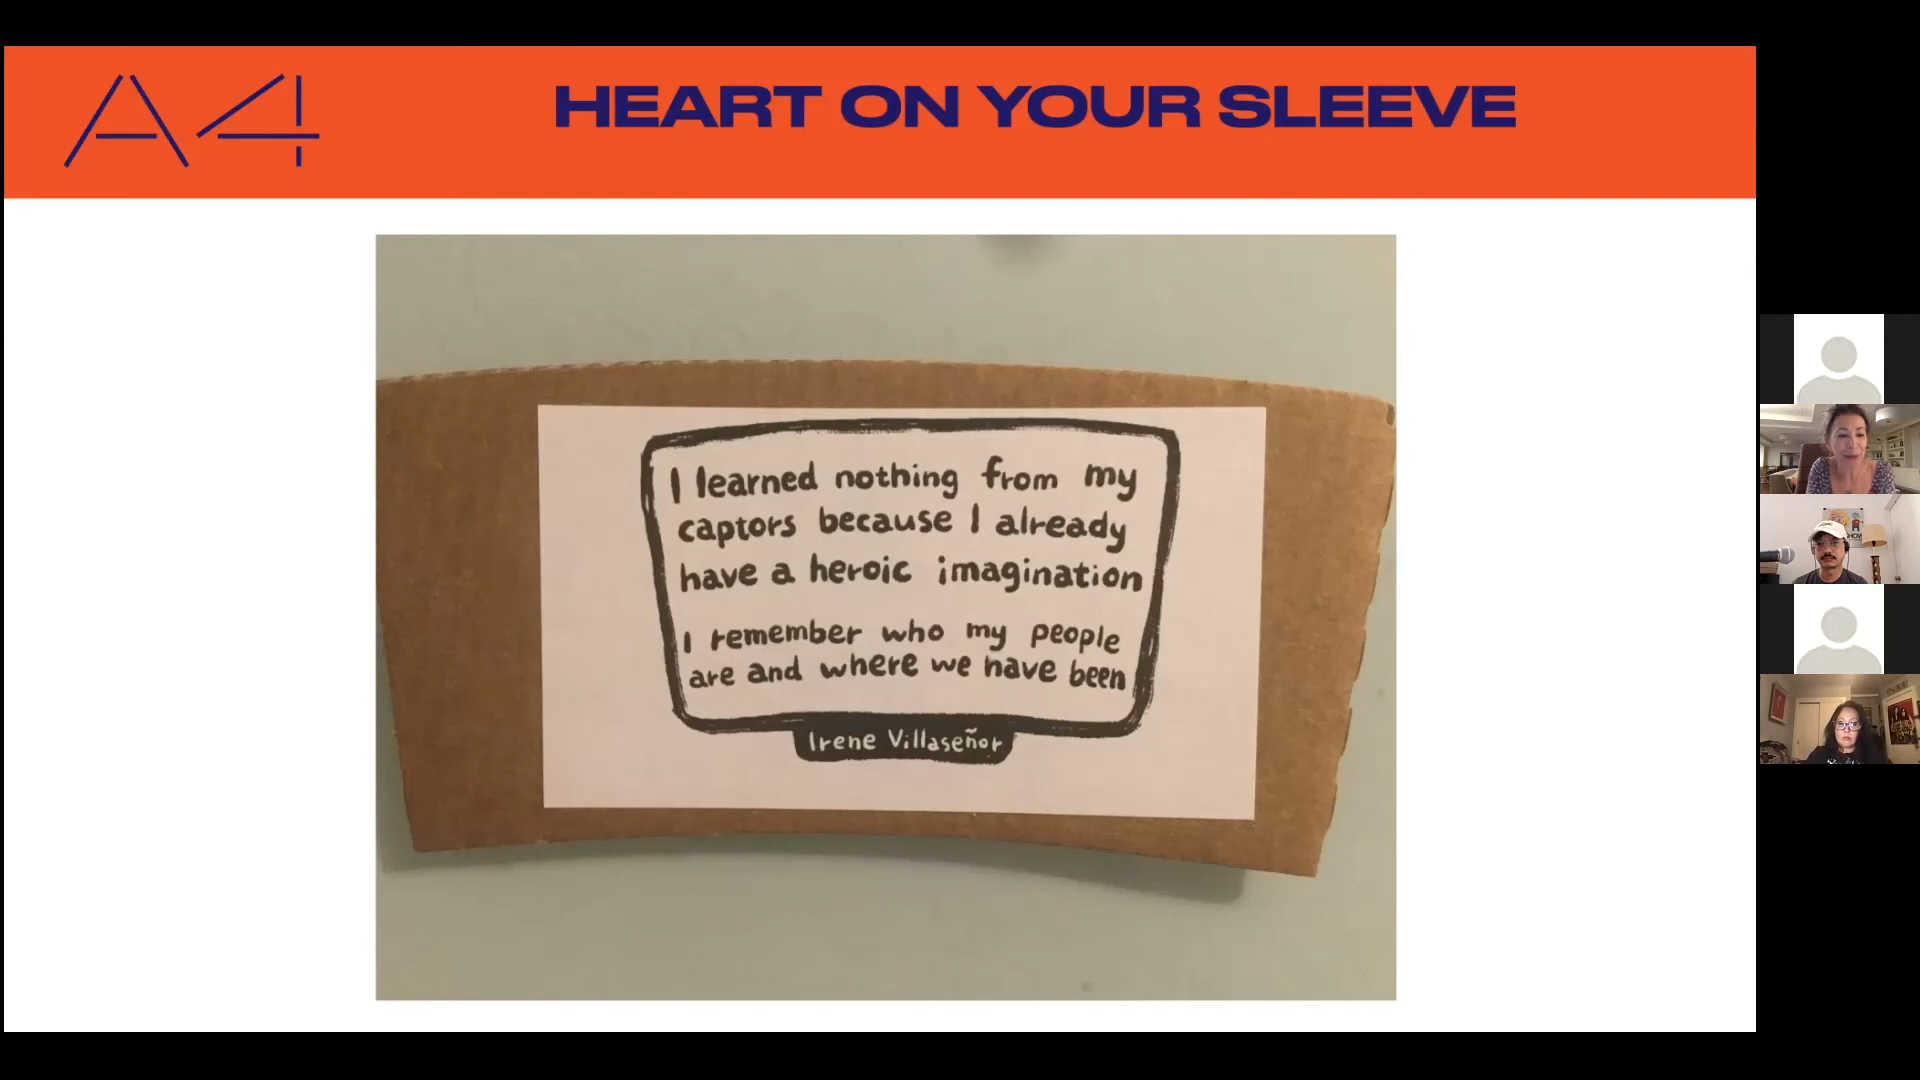 A4
HEART ON YOUR SLEEVE
I learned nothing from my
captors because I already
have a heroic imagination
I remember who my people
are and where we have been
Irene Villaseñor